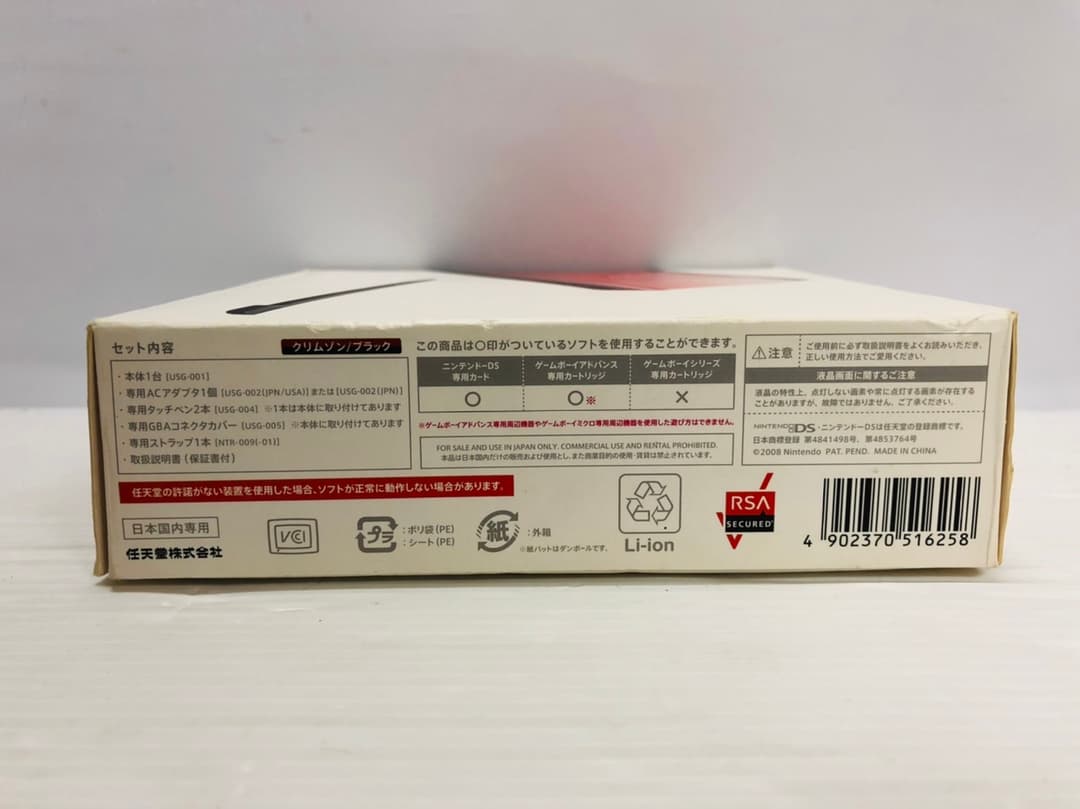 セット内容
クリムゾン/ブラック
・本体1台 [USG-001]
・専用ACアダプタ1個 [USG-002(JPN/USA)] または [USG-002(JPN)]
・専用タッチペン2本 [USG-004] ※1本は本体に取り付けてあります
・専用GBAコネクタカバー [USG-005] ※本体に取り付けてあります
・専用ストラップ1本 [NTR-009(-01)]
・取扱説明書(保証書付)
この商品は○印がついているソフトを使用することができます。
ニンテンドーDS
専用カード
ゲームボーイアドバンス
専用カートリッジ
ゲームボーイシリーズ
専用カートリッジ
○
○※
×
※ゲームボーイアドバンス専用周辺機器やゲームボーイミクロ専用周辺機器を使用した遊び方はできません。
FOR SALE AND USE IN JAPAN ONLY. COMMERCIAL USE AND RENTAL PROHIBITED.
本品は日本国内だけの販売および使用とし、また商業目的の使用・賃貸は禁止されています。
注意
ご使用前に必ず取扱説明書をよくお読みいただき、
正しい使用方法でご愛用ください。
液晶画面に関するご注意
液晶の特性上、点灯しない画素や常に点灯する画素が存在する
ことがありますが、故障ではありません。ご了承ください。
NINTENDO DS・ニンテンドーDSは任天堂の登録商標です。
日本商標登録 第4841498号、第4853764号
©2008 Nintendo PAT. PEND. MADE IN CHINA
任天堂の許諾がない装置を使用した場合、ソフトが正常に動作しない場合があります。
日本国内専用
任天堂株式会社
VCI
プラ
:ポリ袋(PE)
:シート(PE)
紙
:外箱
※紙パットはダンボールです。
Li-ion
RSA
SECURED
4 902370 516258